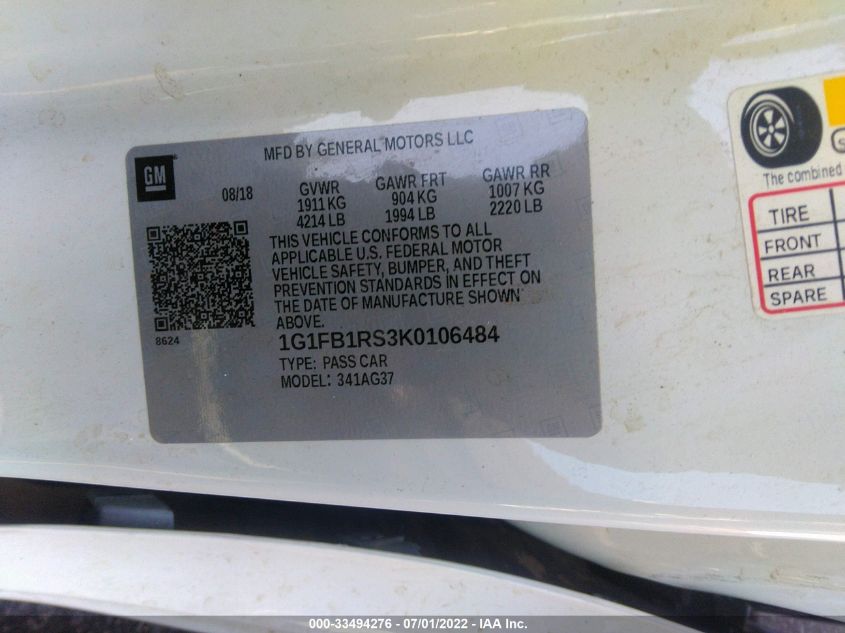 MFD BY GENERAL MOTORS LLC
GM
08/18
GVWR GAWR FRT GAWR RR
1911 KG 904 KG 1007 KG
4214 LB 1994 LB 2220 LB
THIS VEHICLE CONFORMS TO ALL
APPLICABLE U.S. FEDERAL MOTOR
VEHICLE SAFETY, BUMPER, AND THEFT
PREVENTION STANDARDS IN EFFECT ON
THE DATE OF MANUFACTURE SHOWN
ABOVE.
8624
1G1FB1RS3K0106484
TYPE: PASS CAR
MODEL: 341AG37
The combined
TIRE
FRONT
REAR
SPARE
000-33494276 - 07/01/2022 - IAA Inc.